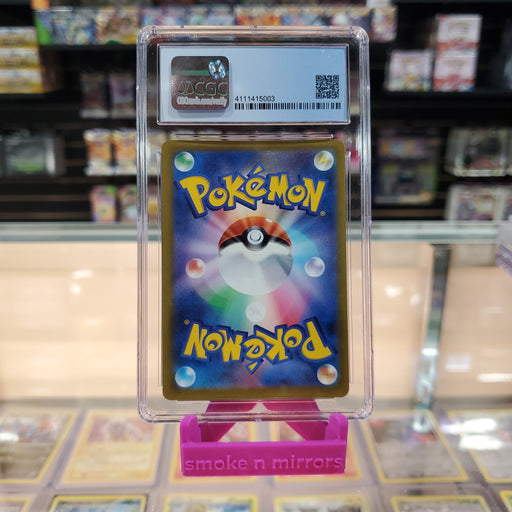 CGC
4111415003
POKéMON
POKéMON
smoke n mirrors